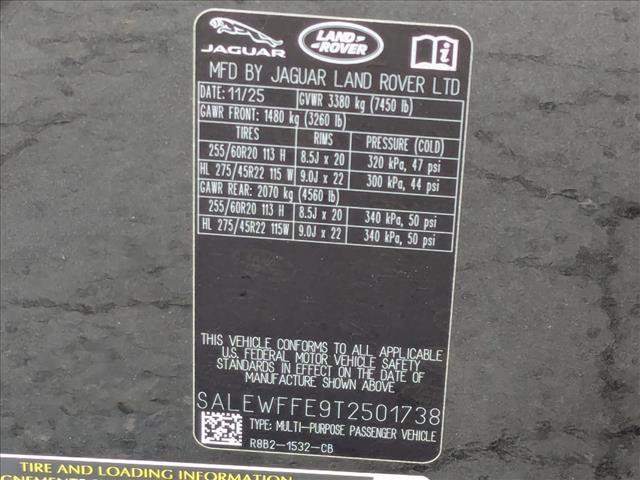 JAGUAR
LAND ROVER
MFD BY JAGUAR LAND ROVER LTD
DATE: 11/25 GVWR 3380 kg (7450 lb)
GAWR FRONT: 1480 kg (3260 lb)
TIRES RIMS PRESSURE (COLD)
255/60R20 113 H 8.5J x 20 320 kPa, 47 psi
HL 275/45R22 115 W 9.0J x 22 300 kPa, 44 psi
GAWR REAR: 2070 kg (4560 lb)
255/60R20 113 H 8.5J x 20 340 kPa, 50 psi
HL 275/45R22 115W 9.0J x 22 340 kPa, 50 psi
THIS VEHICLE CONFORMS TO ALL APPLICABLE
U.S. FEDERAL MOTOR VEHICLE SAFETY
STANDARDS IN EFFECT ON THE DATE OF
MANUFACTURE SHOWN ABOVE
SALEWFFE9T2501738
TYPE: MULTI-PURPOSE PASSENGER VEHICLE
R8B2-1532-CB
TIRE AND LOADING INFORMATION